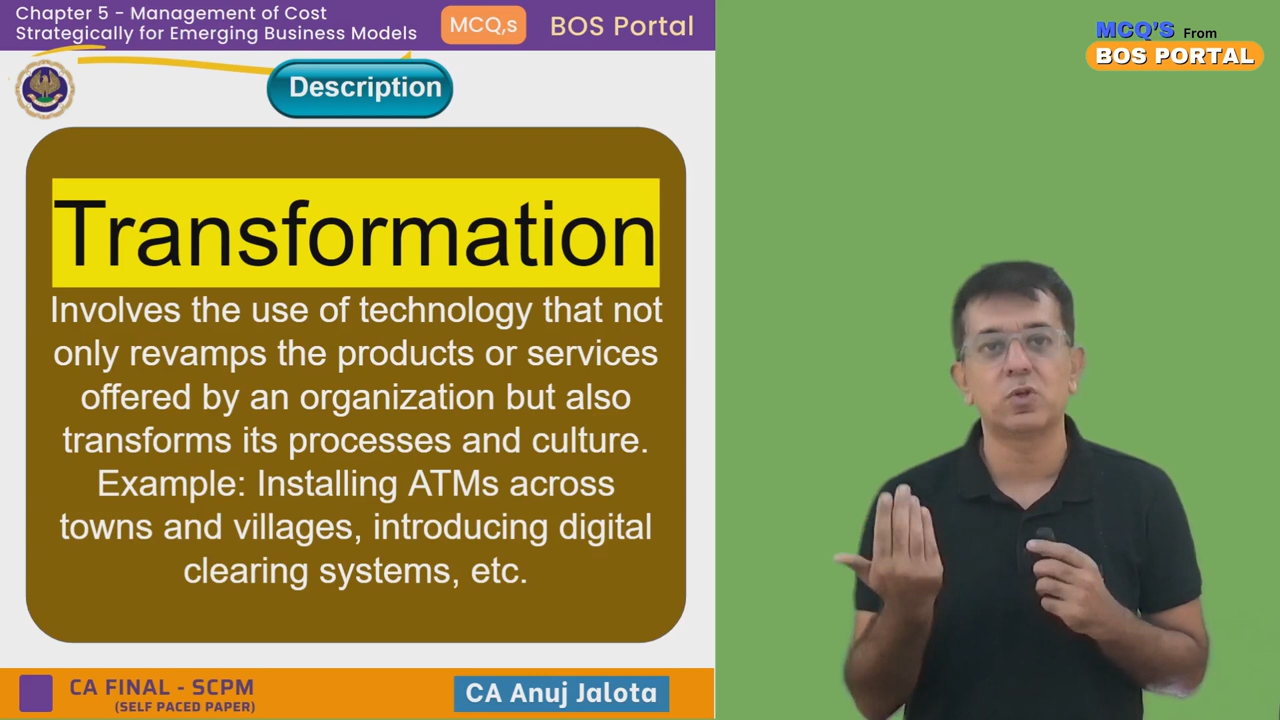 Chapter 5 - Management of Cost
Strategically for Emerging Business Models
MCQ,s
BOS Portal
MCQ'S From
BOS PORTAL
Description
Transformation
Involves the use of technology that not
only revamps the products or services
offered by an organization but also
transforms its processes and culture.
Example: Installing ATMs across
towns and villages, introducing digital
clearing systems, etc.
CA FINAL - SCPM
(SELF PACED PAPER)
CA Anuj Jalota